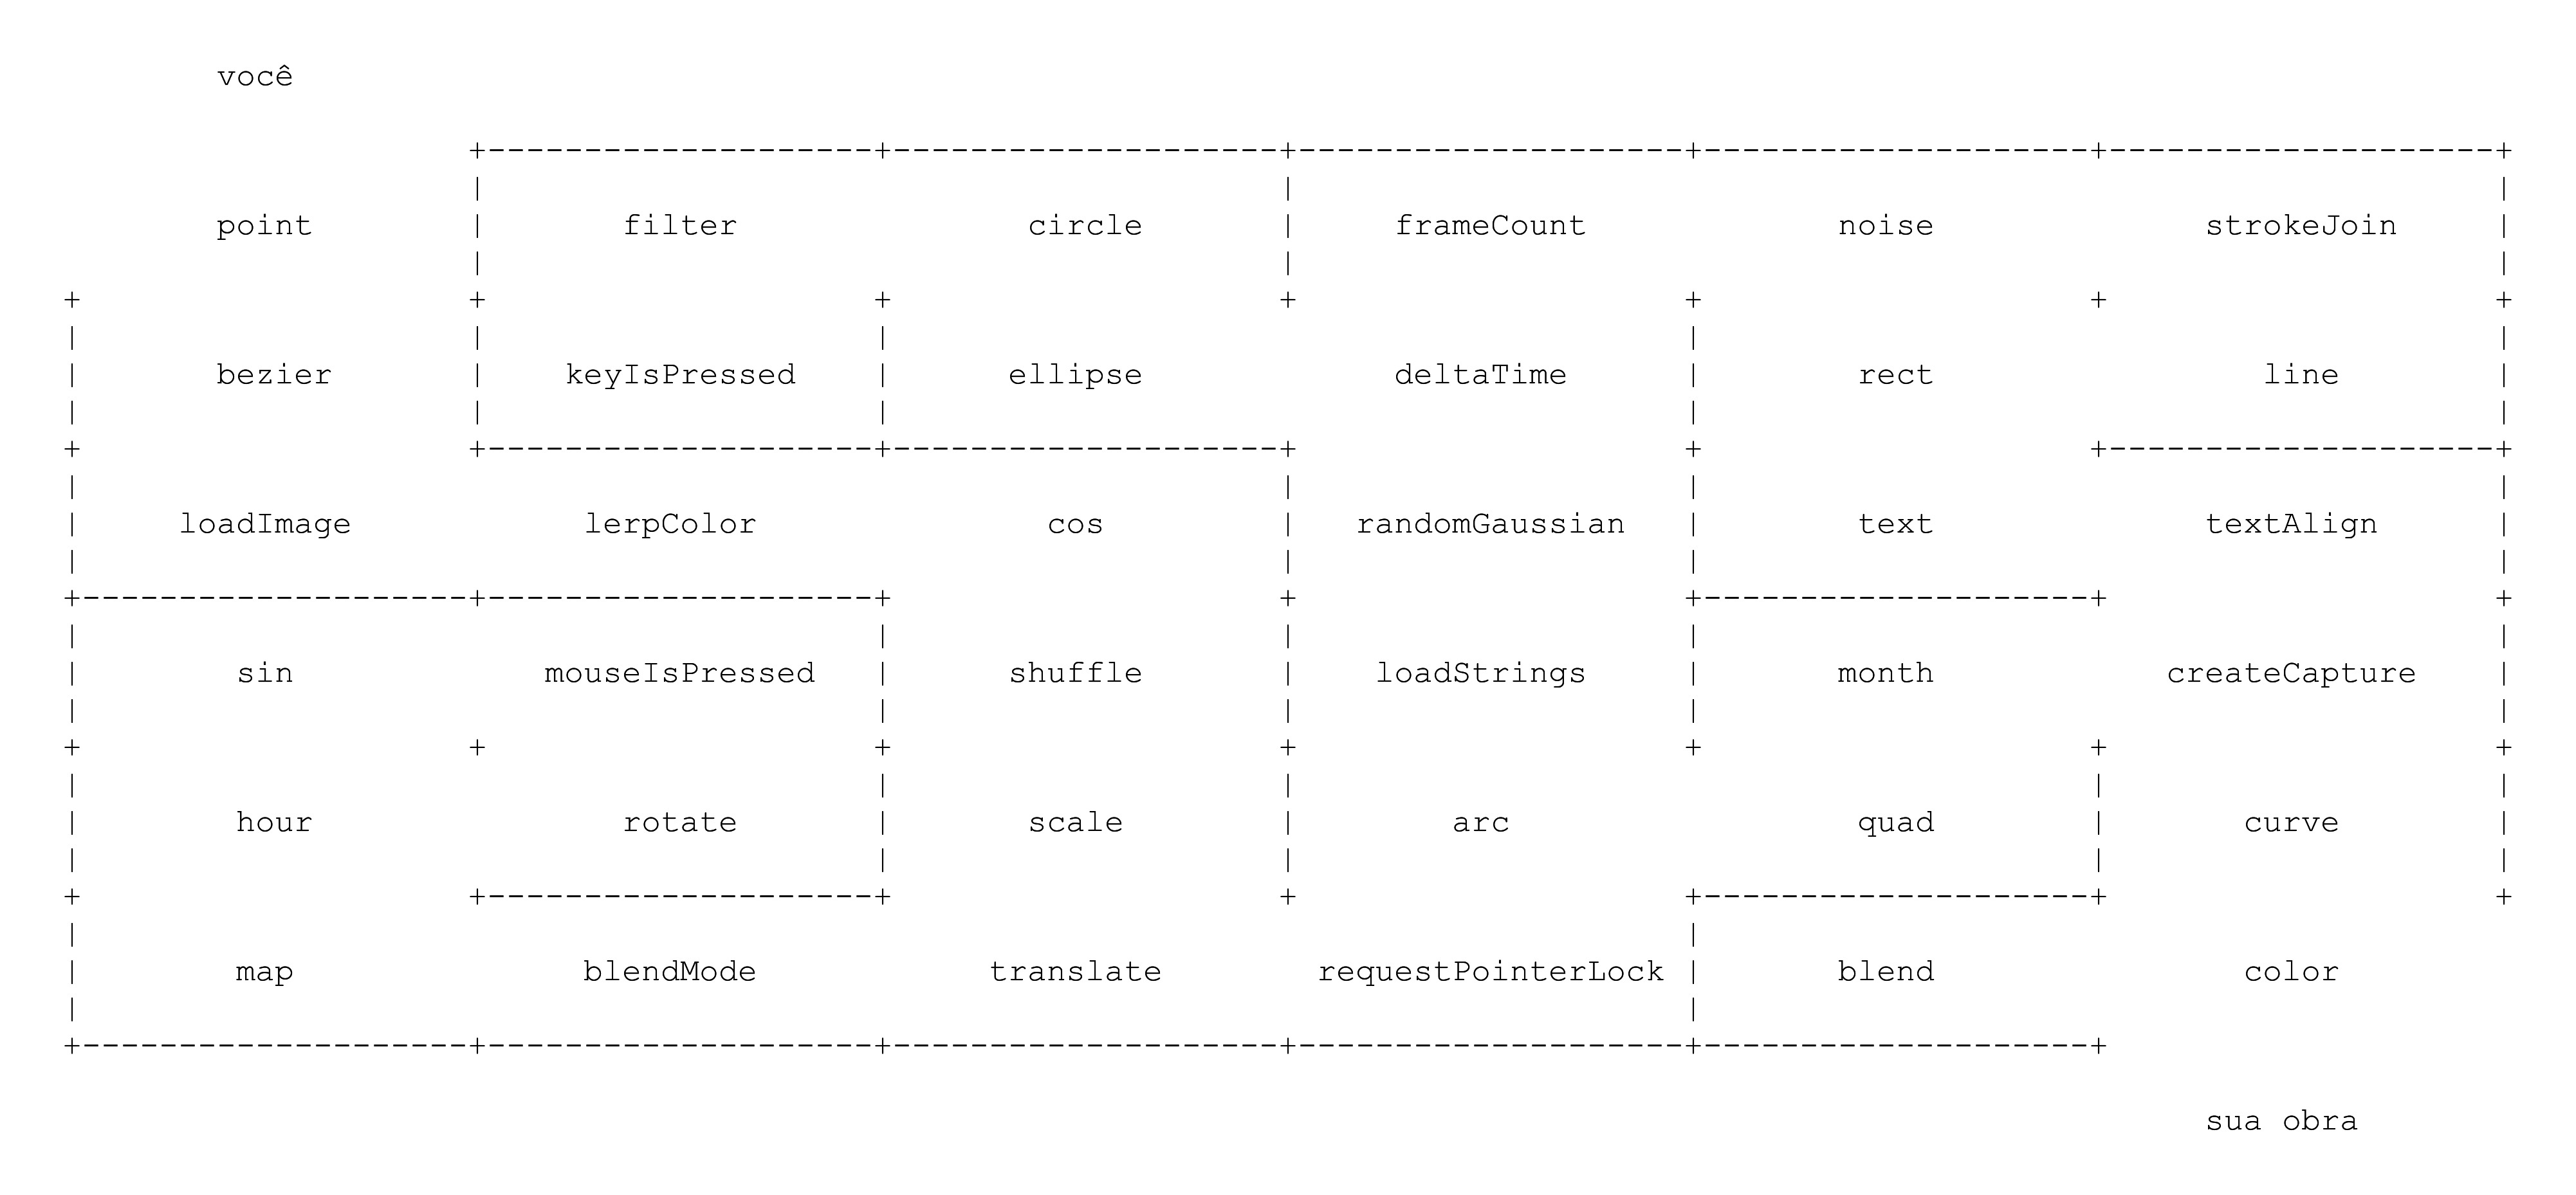 você
point filter circle frameCount noise strokeJoin
bezier keyIsPressed ellipse deltaTime rect line
loadImage lerpColor cos randomGaussian text textAlign
sin mouseIsPressed shuffle loadStrings month createCapture
hour rotate scale arc quad curve
map blendMode translate requestPointerLock blend color
sua obra